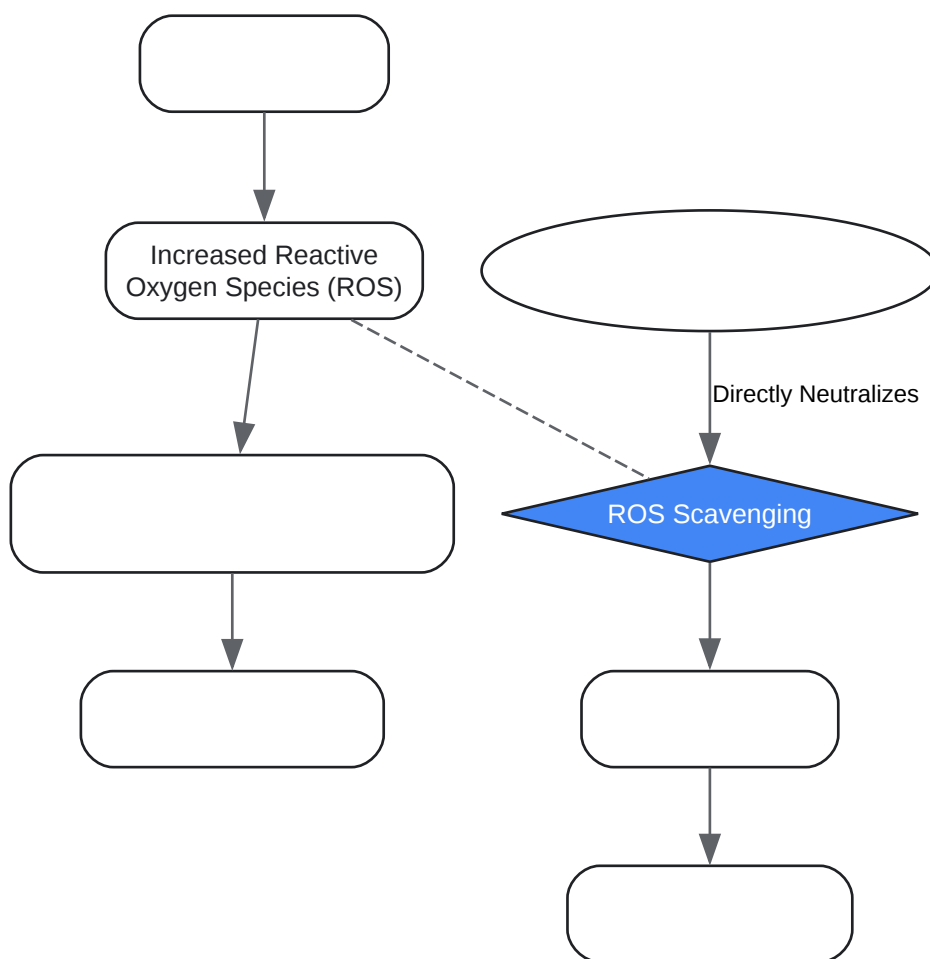 Increased Reactive
Oxygen Species (ROS)
Directly Neutralizes
ROS Scavenging